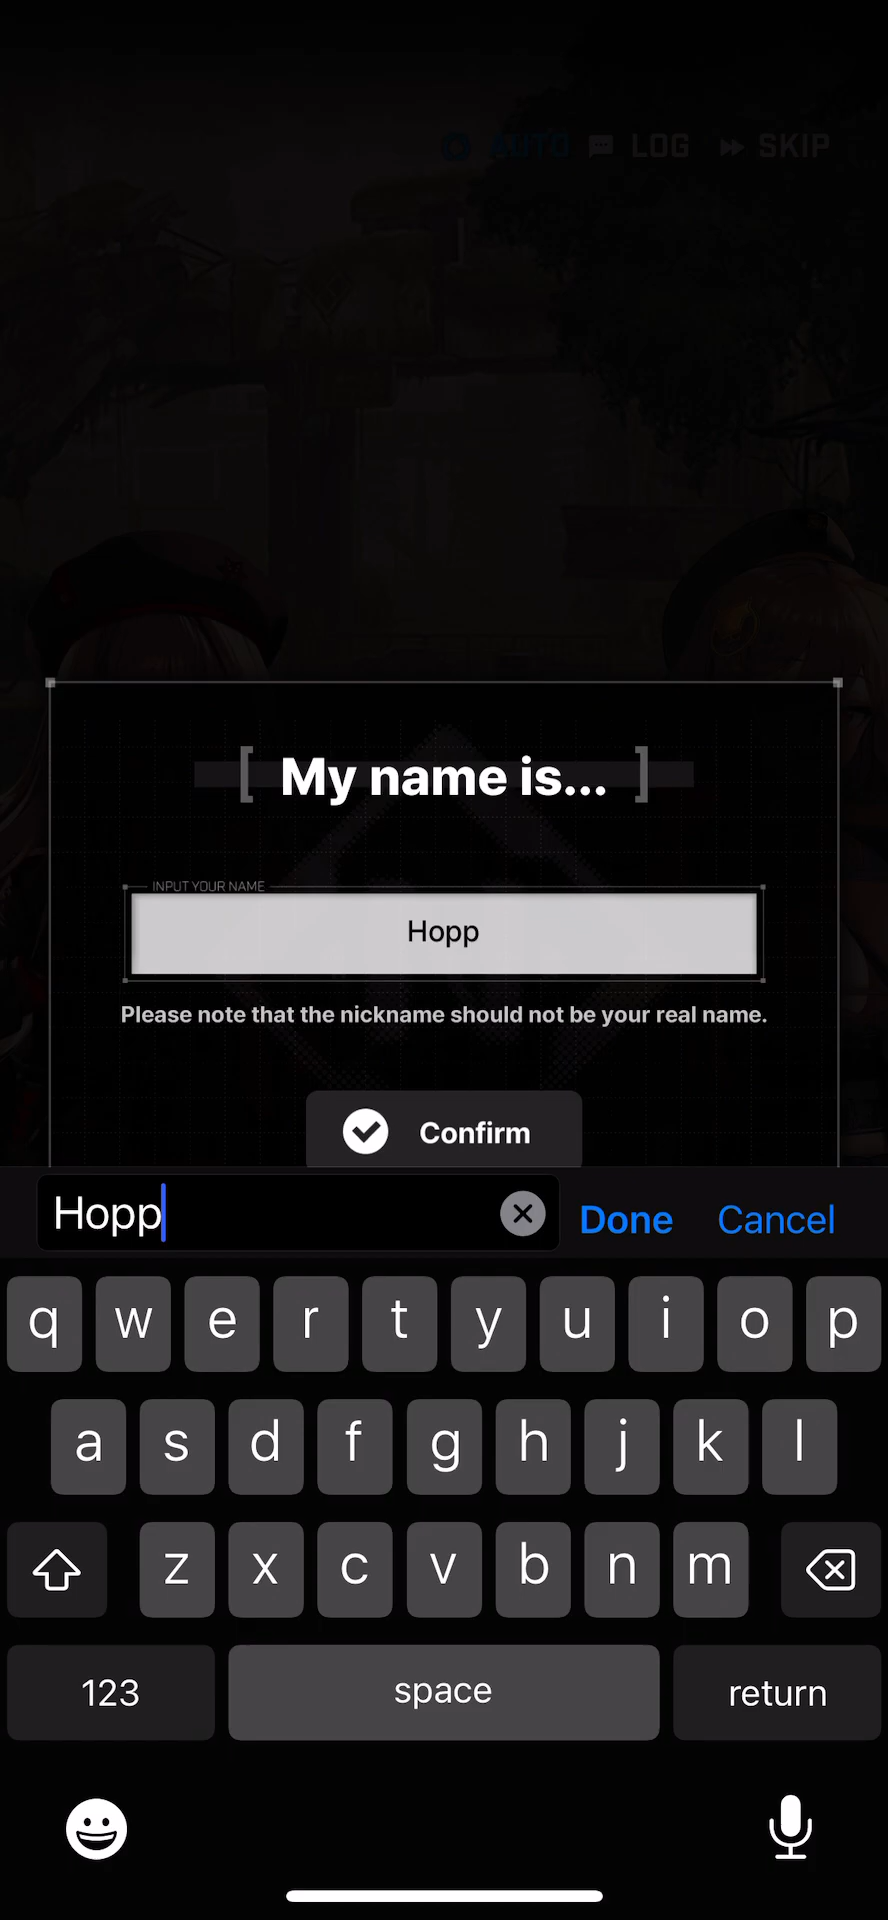 AUTO LOG SKIP
[ My name is... ]
INPUT YOUR NAME
Hopp
Please note that the nickname should not be your real name.
Confirm
Hopp Done Cancel
q w e r t y u i o p
a s d f g h j k l
z x c v b n m
123 space return